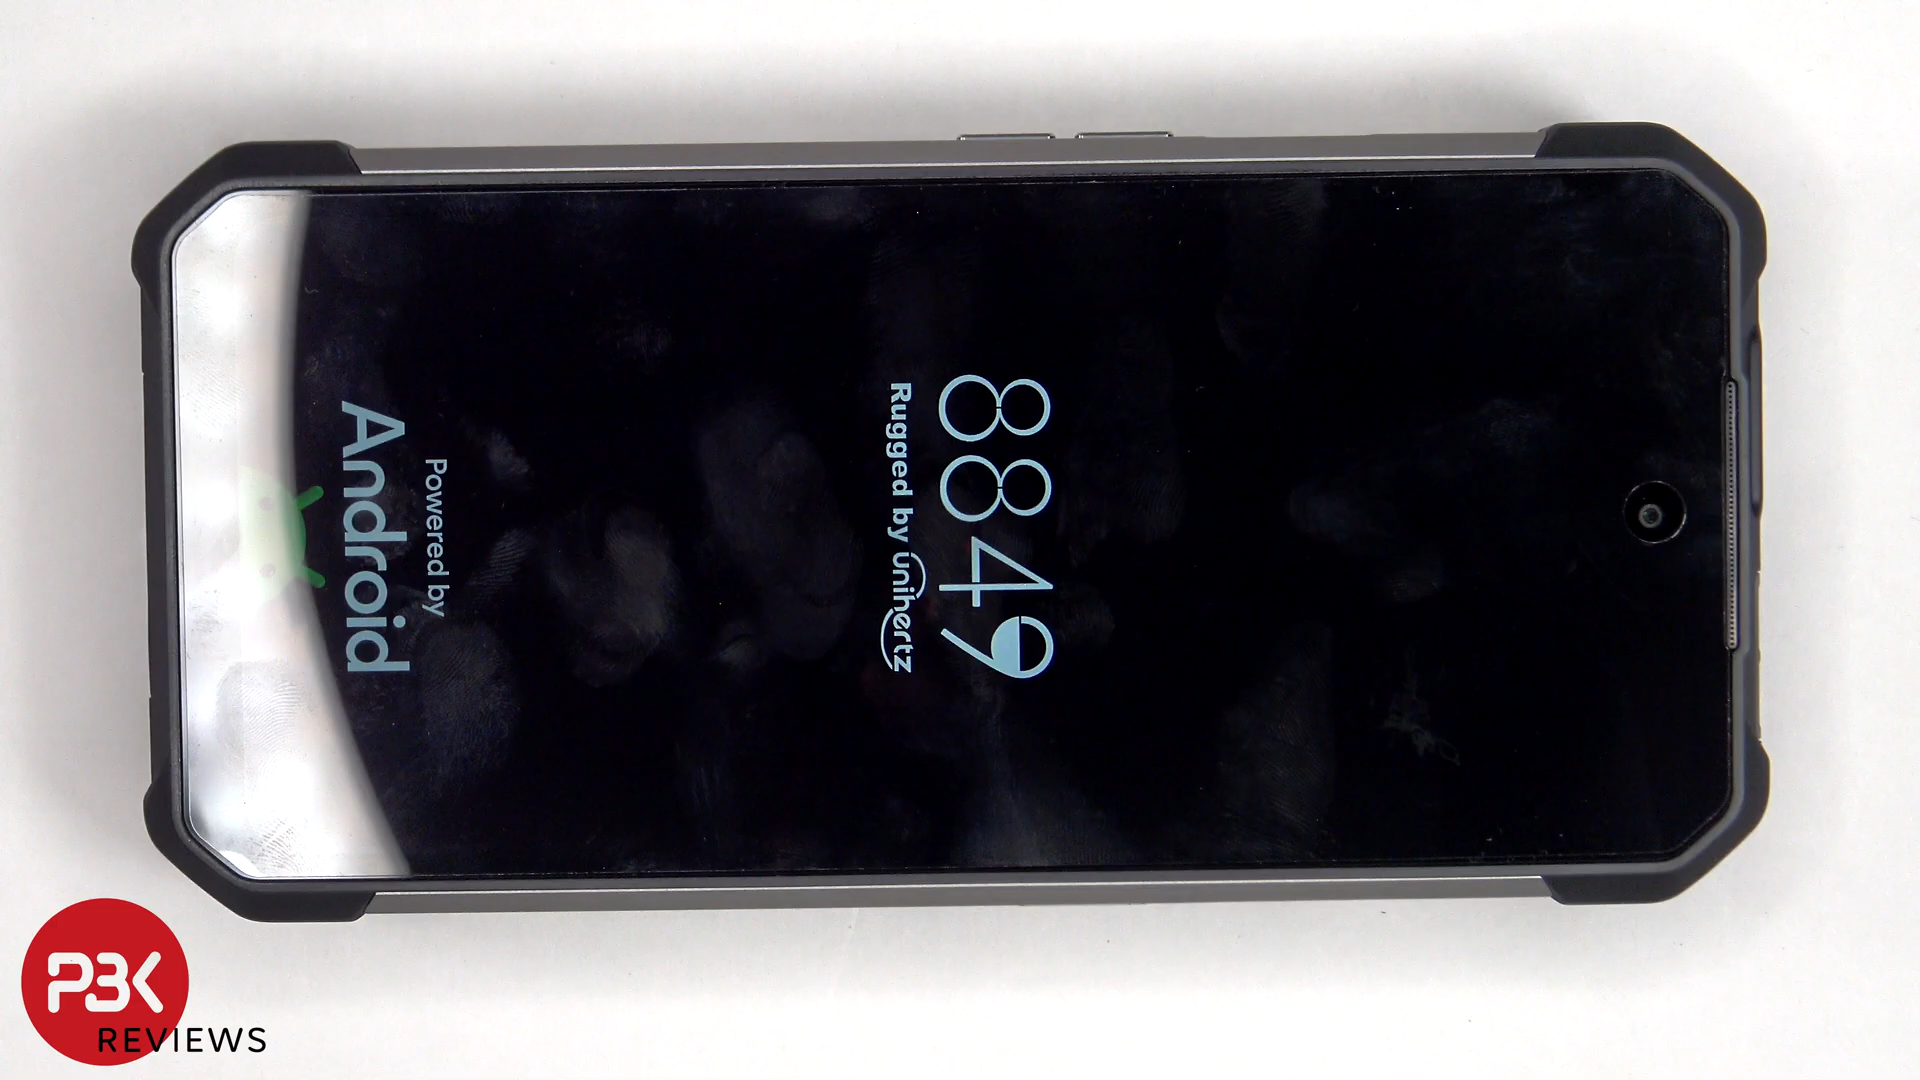 8849
Rugged by Unihertz
Powered by
Android
P3K
REVIEWS